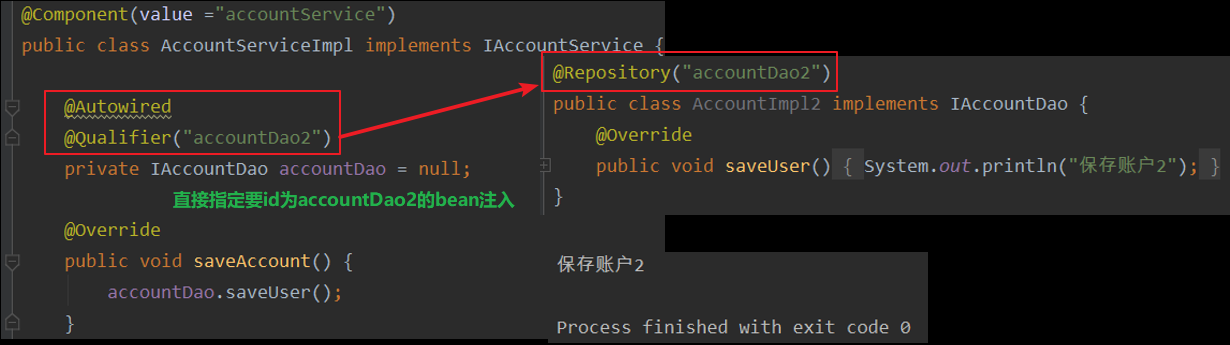 @Component(value ="accountService")
public class AccountServiceImpl implements IAccountService {
@Autowired
@Qualifier("accountDao2")
private IAccountDao accountDao = null;
直接指定要id为accountDao2的bean注入
@Override
public void saveAccount() {
accountDao.saveUser();
}
@Repository("accountDao2")
public class AccountImpl2 implements IAccountDao {
@Override
public void saveUser() { System.out.println("保存账户2"); }
}
保存账户2
Process finished with exit code 0